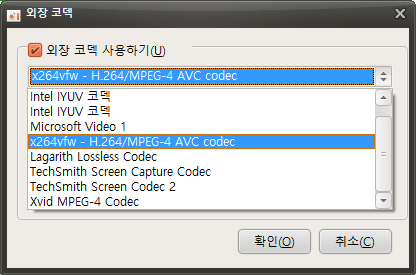 외장 코덱
외장 코덱 사용하기(U)
x264vfw - H.264/MPEG-4 AVC codec
Intel IYUV 코덱
Intel IYUV 코덱
Microsoft Video 1
x264vfw - H.264/MPEG-4 AVC codec
Lagarith Lossless Codec
TechSmith Screen Capture Codec
TechSmith Screen Codec 2
Xvid MPEG-4 Codec
확인(O) 취소(C)